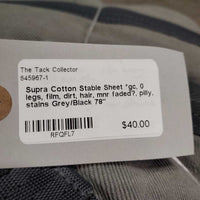 The Tack Collector
545967-1
Supra Cotton Stable Sheet *gc, 0
legs, film, dirt, hair, mnr faded?, pilly,
stains Grey/Black 78"
RFQFL7
$40.00